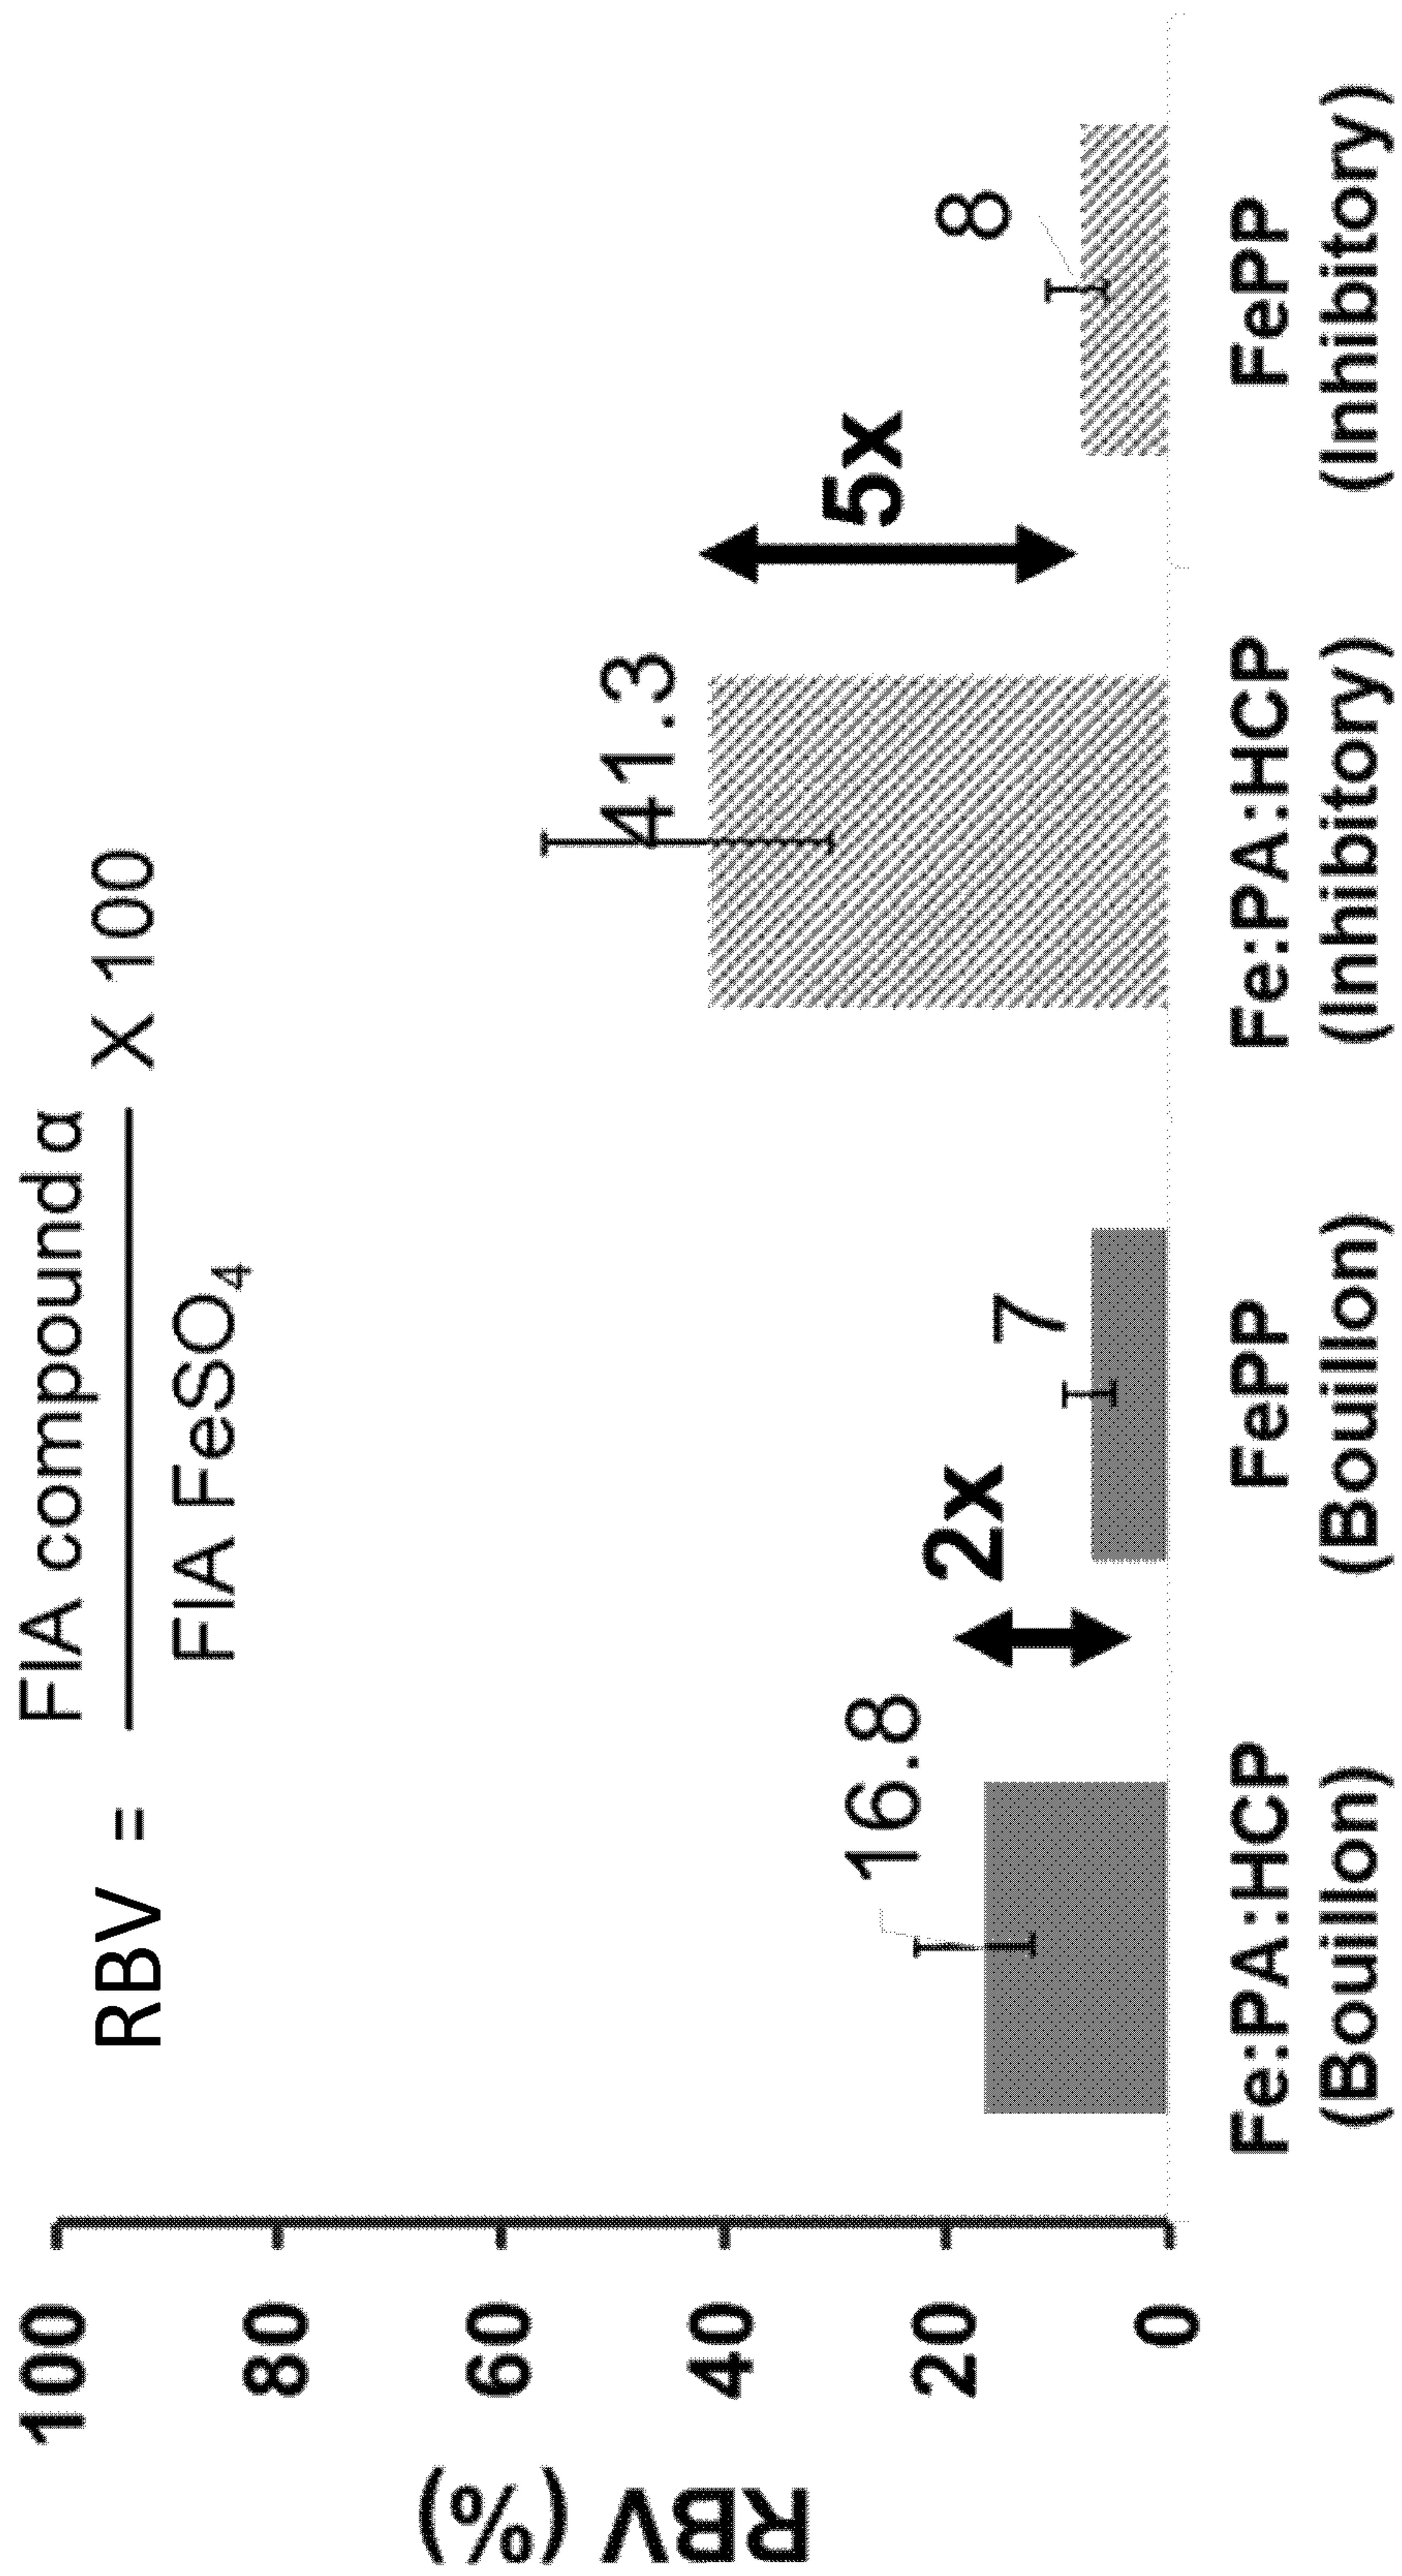 FIA compound α
RBV = X 100
FIA FeSO₄
RBV (%)
100
80
60
40
20
0
16.8
2x
7
41.3
5x
8
Fe:PA:HCP
(Bouillon)
FePP
(Bouillon)
Fe:PA:HCP
(Inhibitory)
FePP
(Inhibitory)